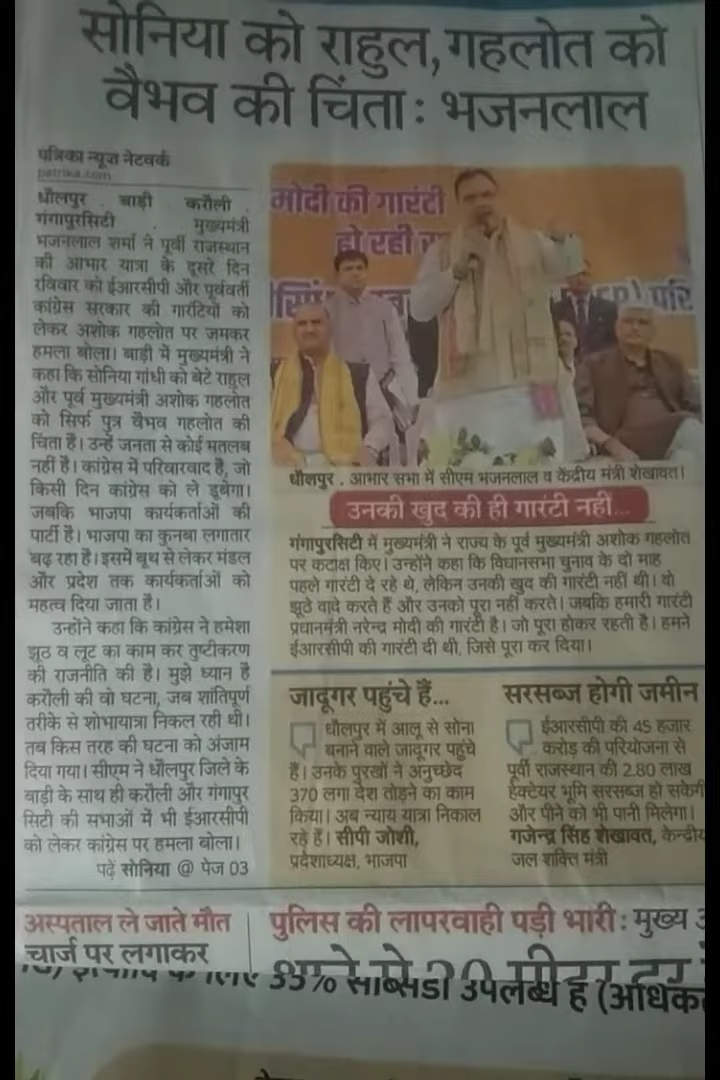 सोनिया को राहुल, गहलोत को
वैभव की चिंता: भजनलाल
पत्रिका न्यूज नेटवर्क
patrika.com
धौलपुर . बाड़ी . करौली .
गंगापुरसिटी . मुख्यमंत्री
भजनलाल शर्मा ने पूर्वी राजस्थान
की आभार यात्रा के दूसरे दिन
रविवार को ईआरसीपी और पूर्ववर्ती
कांग्रेस सरकार की गारंटियों को
लेकर अशोक गहलोत पर जमकर
हमला बोला। बाड़ी में मुख्यमंत्री ने
कहा कि सोनिया गांधी को बेटे राहुल
और पूर्व मुख्यमंत्री अशोक गहलोत
को सिर्फ पुत्र वैभव गहलोत की
चिंता है। उन्हें जनता से कोई मतलब
नहीं है। कांग्रेस में परिवारवाद है, जो
किसी दिन कांग्रेस को ले डूबेगा।
जबकि भाजपा कार्यकर्ताओं की
पार्टी है। भाजपा का कुनबा लगातार
बढ़ रहा है। इसमें बूथ से लेकर मंडल
और प्रदेश तक कार्यकर्ताओं को
महत्व दिया जाता है।
उन्होंने कहा कि कांग्रेस ने हमेशा
झूठ व लूट का काम कर तुष्टीकरण
की राजनीति की है। मुझे ध्यान है
करौली की वो घटना, जब शांतिपूर्ण
तरीके से शोभायात्रा निकल रही थी।
तब किस तरह की घटना को अंजाम
दिया गया। सीएम ने धौलपुर जिले के
बाड़ी के साथ ही करौली और गंगापुर
सिटी की सभाओं में भी ईआरसीपी
को लेकर कांग्रेस पर हमला बोला।
पढ़ें सोनिया @ पेज 03
मोदी की गारंटी
हो रही
परि
धौलपुर . आभार सभा में सीएम भजनलाल व केंद्रीय मंत्री शेखावत।
उनकी खुद की ही गारंटी नहीं...
गंगापुरसिटी में मुख्यमंत्री ने राज्य के पूर्व मुख्यमंत्री अशोक गहलोत
पर कटाक्ष किए। उन्होंने कहा कि विधानसभा चुनाव के दो माह
पहले गारंटी दे रहे थे, लेकिन उनकी खुद की गारंटी नहीं थी। वो
झूठे वादे करते हैं और उनको पूरा नहीं करते। जबकि हमारी गारंटी
प्रधानमंत्री नरेन्द्र मोदी की गारंटी है। जो पूरा होकर रहती है। हमने
ईआरसीपी की गारंटी दी थी, जिसे पूरा कर दिया।
जादूगर पहुंचे हैं...
धौलपुर में आलू से सोना
बनाने वाले जादूगर पहुंचे
हैं। उनके पुरखों ने अनुच्छेद
370 लगा देश तोड़ने का काम
किया। अब न्याय यात्रा निकाल
रहे हैं। सीपी जोशी,
प्रदेशाध्यक्ष, भाजपा
सरसब्ज होगी जमीन
ईआरसीपी की 45 हजार
करोड़ की परियोजना से
पूर्वी राजस्थान की 2.80 लाख
हेक्टेयर भूमि सरसब्ज हो सकेगी
और पीने को भी पानी मिलेगा।
गजेन्द्र सिंह शेखावत, केन्द्रीय
जल शक्ति मंत्री
अस्पताल ले जाते मौत
चार्ज पर लगाकर
पुलिस की लापरवाही पड़ी भारी: मुख्य
35% सब्सिडी उपलब्ध है